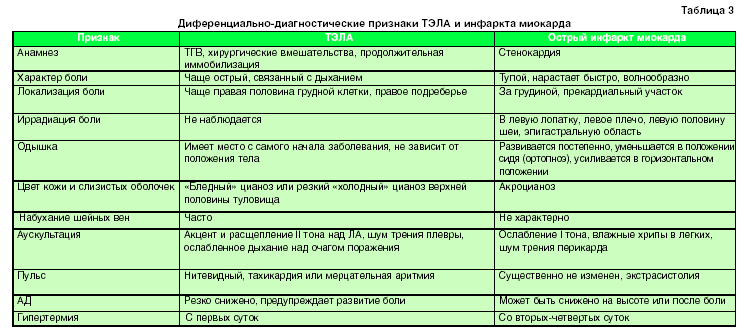 Таблица 3
Диференциально-диагностические признаки ТЭЛА и инфаркта миокарда
Признак ТЭЛА Острый инфаркт миокарда
Анамнез ТГВ, хирургические вмешательства, продолжительная Стенокардия
иммобилизация
Характер боли Чаще острый, связанный с дыханием Тупой, нарастает быстро, волнообразно
Локализация боли Чаще правая половина грудной клетки, правое подреберье За грудиной, прекардиальный участок
Иррадиация боли Не наблюдается В левую лопатку, левое плечо, левую половину
шеи, эпигастральную область
Одышка Имеет место с самого начала заболевания, не зависит от Развивается постепенно, уменьшается в положении
положения тела сидя (ортопноэ), усиливается в горизонтальном
положении
Цвет кожи и слизистых оболочек «Бледный» цианоз или резкий «холодный» цианоз верхней Акроцианоз
половины туловища
Набухание шейных вен Часто Не характерно
Аускультация Акцент и расщепление II тона над ЛА, шум трения плевры, Ослабление I тона, влажные хрипы в легких,
ослабленное дыхание над очагом поражения шум трения перикарда
Пульс Нитевидный, тахикардия или мерцательная аритмия Существенно не изменен, экстрасистолия
АД Резко снижено, предупреждает развитие боли Может быть снижено на высоте или после боли
Гипертермия С первых суток Со вторых-четвертых суток